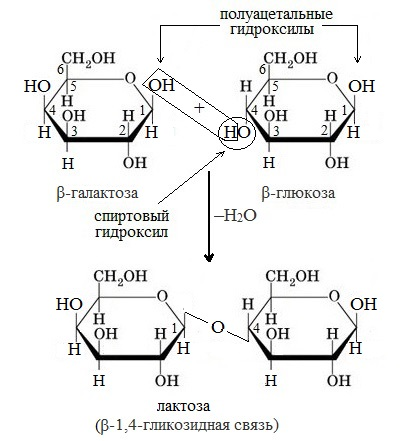 полуацетальные
гидроксилы
CH₂OH CH₂OH
6 6
HO 5 O OH + HO 5 O OH
H H
4 OH H 1 4 OH H 1
H 3 2 H H 3 2 H
H OH H OH
β-галактоза β-глюкоза
спиртовый
гидроксил
–H₂O
CH₂OH CH₂OH
HO O H O OH
H H
OH H 1 O 4 OH H
H H H
H OH H OH
лактоза
(β-1,4-гликозидная связь)